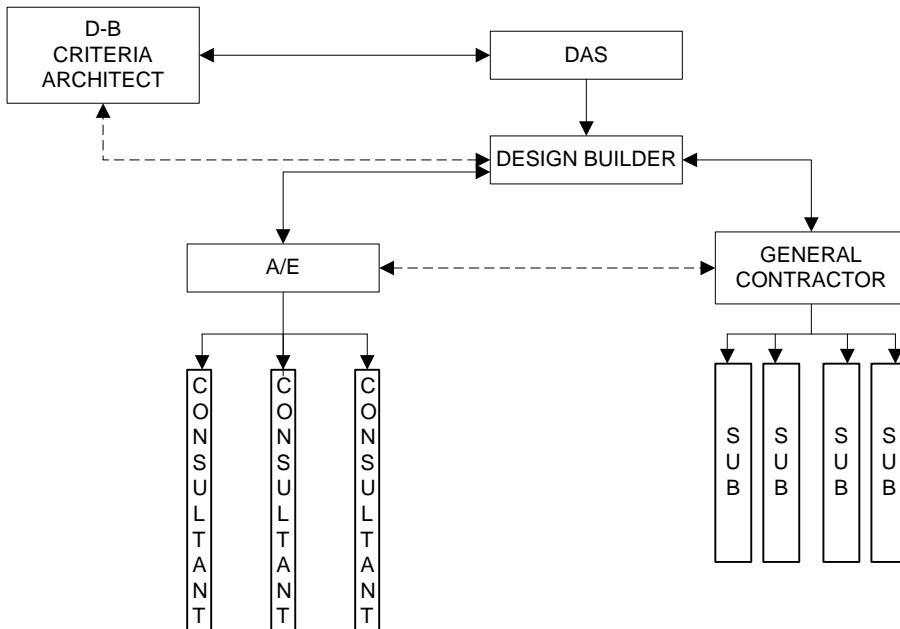 D-B
CRITERIA
ARCHITECT
DAS
DESIGN BUILDER
A/E
GENERAL
CONTRACTOR
CONSULTANT
CONSULTANT
CONSULTANT
SUB
SUB
SUB
SUB